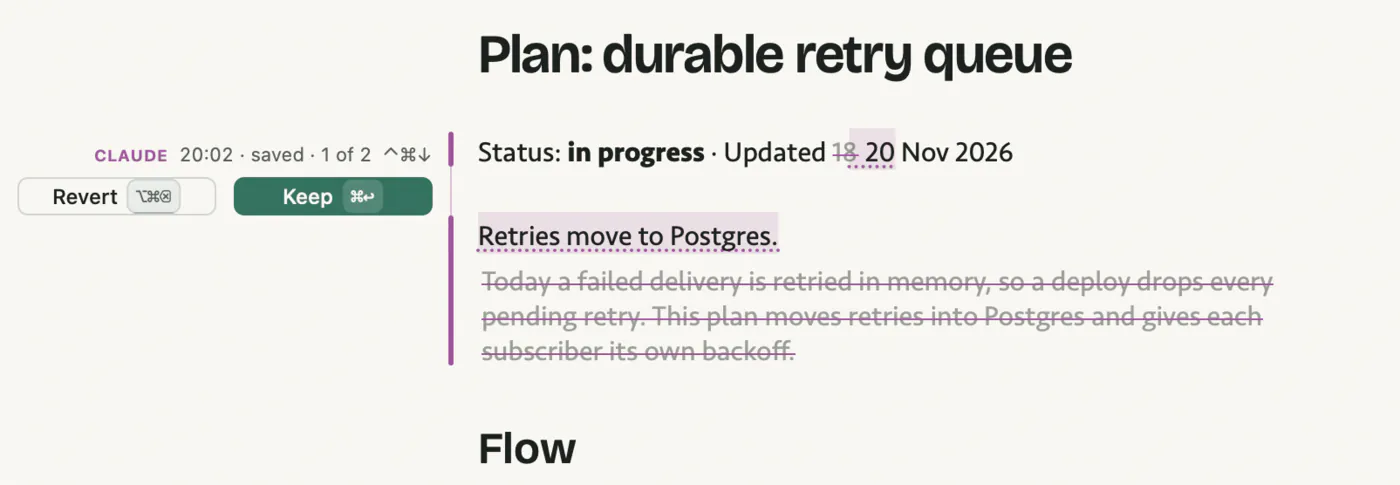 Plan: durable retry queue
CLAUDE 20:02 · saved · 1 of 2 ^⌘↓
Status: in progress · Updated 18 20 Nov 2026
Revert ⌥⌘⌫
Keep ⌘↩
Retries move to Postgres.
Today a failed delivery is retried in memory, so a deploy drops every
pending retry. This plan moves retries into Postgres and gives each
subscriber its own backoff.
Flow